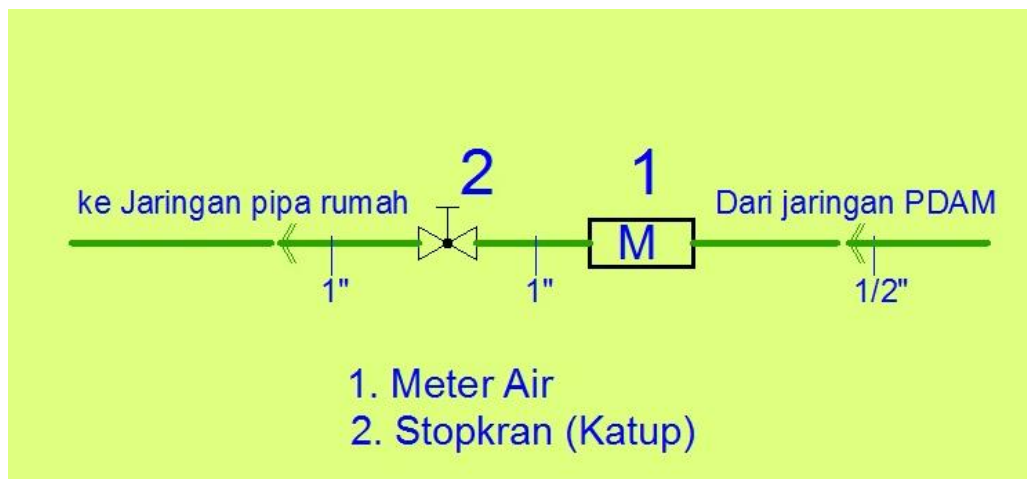 2
1
ke Jaringan pipa rumah
Dari jaringan PDAM
M
1"
1"
1/2"
1. Meter Air
2. Stopkran (Katup)